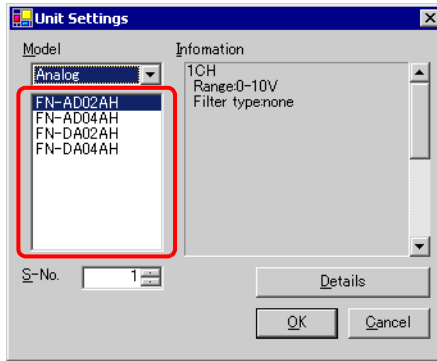 Unit Settings
Model
Infomation
Analog
1CH
Range:0-10V
Filter type:none
FN-AD02AH
FN-AD04AH
FN-DA02AH
FN-DA04AH
S-No.
1
Details
OK
Cancel